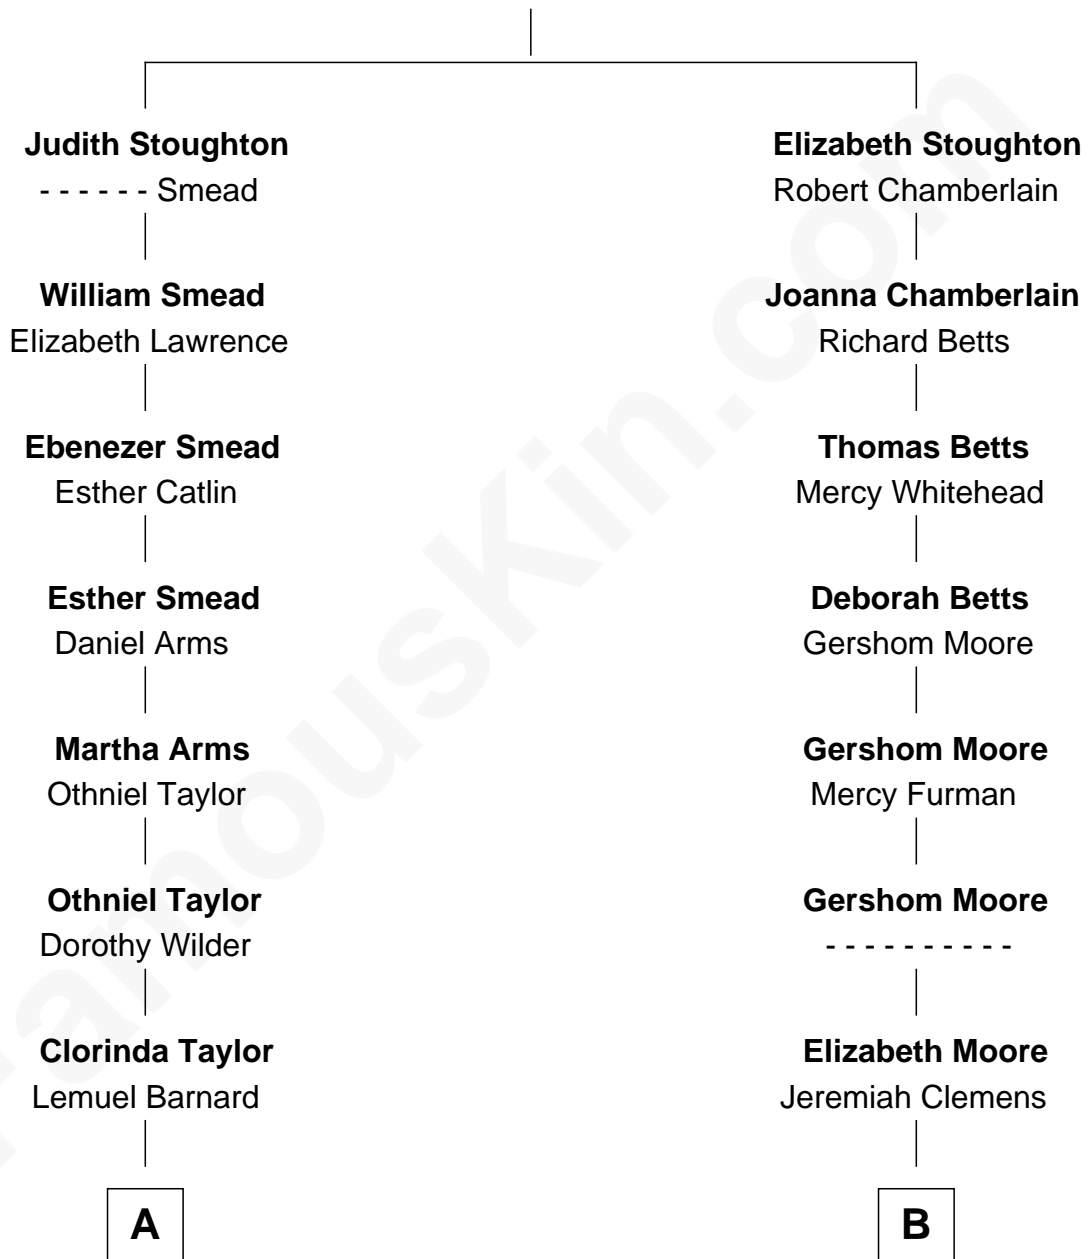 Judith Stoughton
- - - - - - Smead
William Smead
Elizabeth Lawrence
Ebenezer Smead
Esther Catlin
Esther Smead
Daniel Arms
Martha Arms
Othniel Taylor
Othniel Taylor
Dorothy Wilder
Clorinda Taylor
Lemuel Barnard
A
Elizabeth Stoughton
Robert Chamberlain
Joanna Chamberlain
Richard Betts
Thomas Betts
Mercy Whitehead
Deborah Betts
Gershom Moore
Gershom Moore
Mercy Furman
Gershom Moore
- - - - - - - - - -
Elizabeth Moore
Jeremiah Clemens
B
FamousKin.com